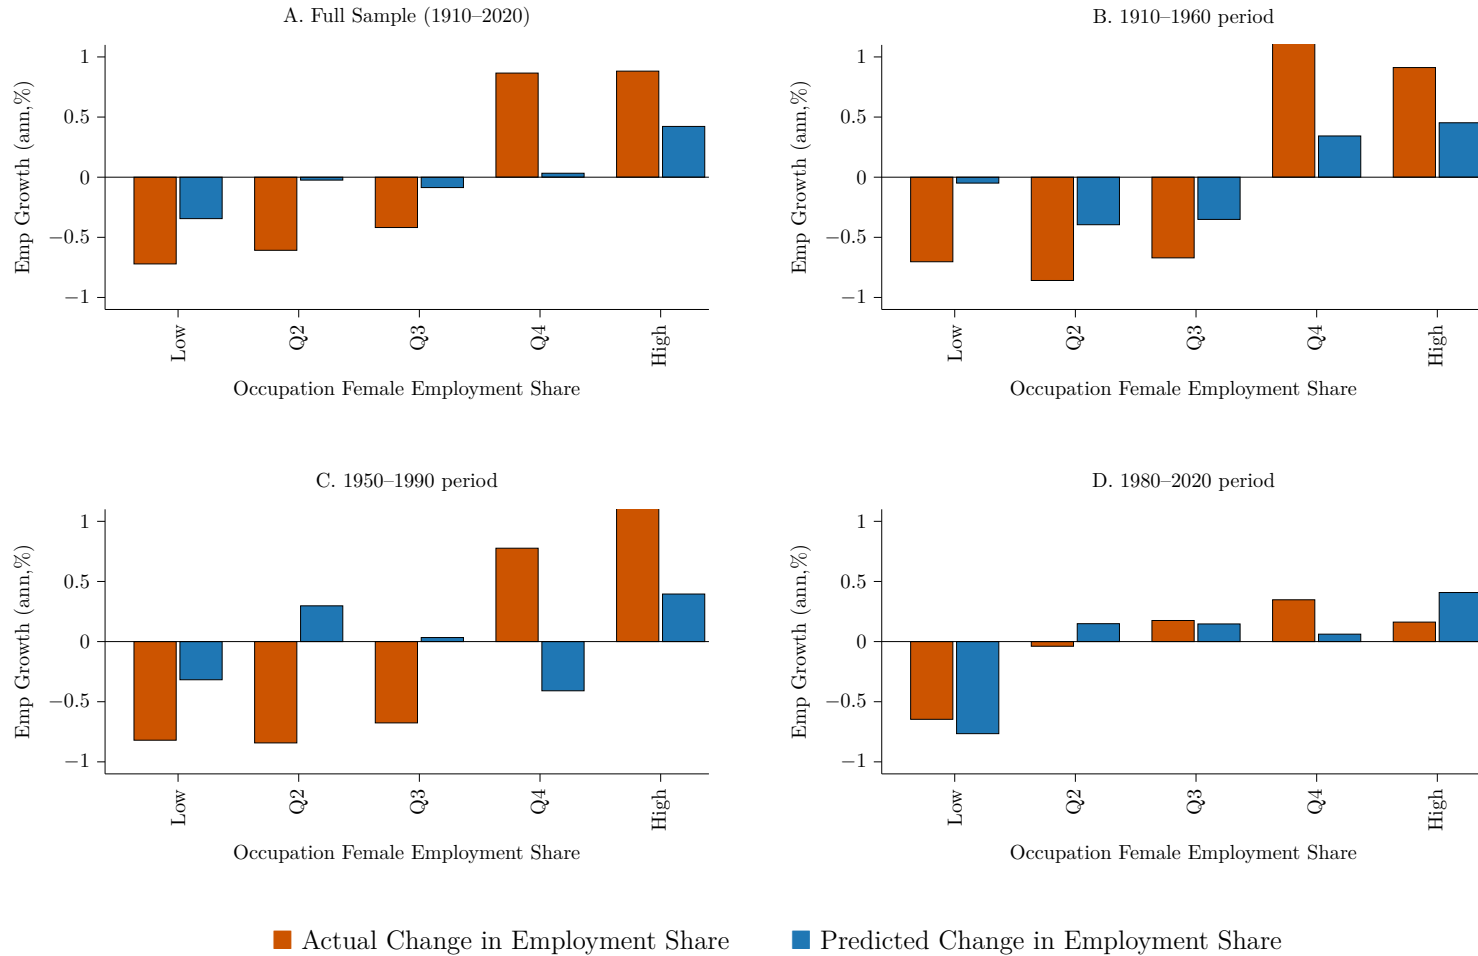 A. Full Sample (1910–2020)
Emp Growth (ann,%)
1
0.5
0
−0.5
−1
Low
Q2
Q3
Q4
High
Occupation Female Employment Share
B. 1910–1960 period
Emp Growth (ann,%)
1
0.5
0
−0.5
−1
Low
Q2
Q3
Q4
High
Occupation Female Employment Share
C. 1950–1990 period
Emp Growth (ann,%)
1
0.5
0
−0.5
−1
Low
Q2
Q3
Q4
High
Occupation Female Employment Share
D. 1980–2020 period
Emp Growth (ann,%)
1
0.5
0
−0.5
−1
Low
Q2
Q3
Q4
High
Occupation Female Employment Share
Actual Change in Employment Share
Predicted Change in Employment Share